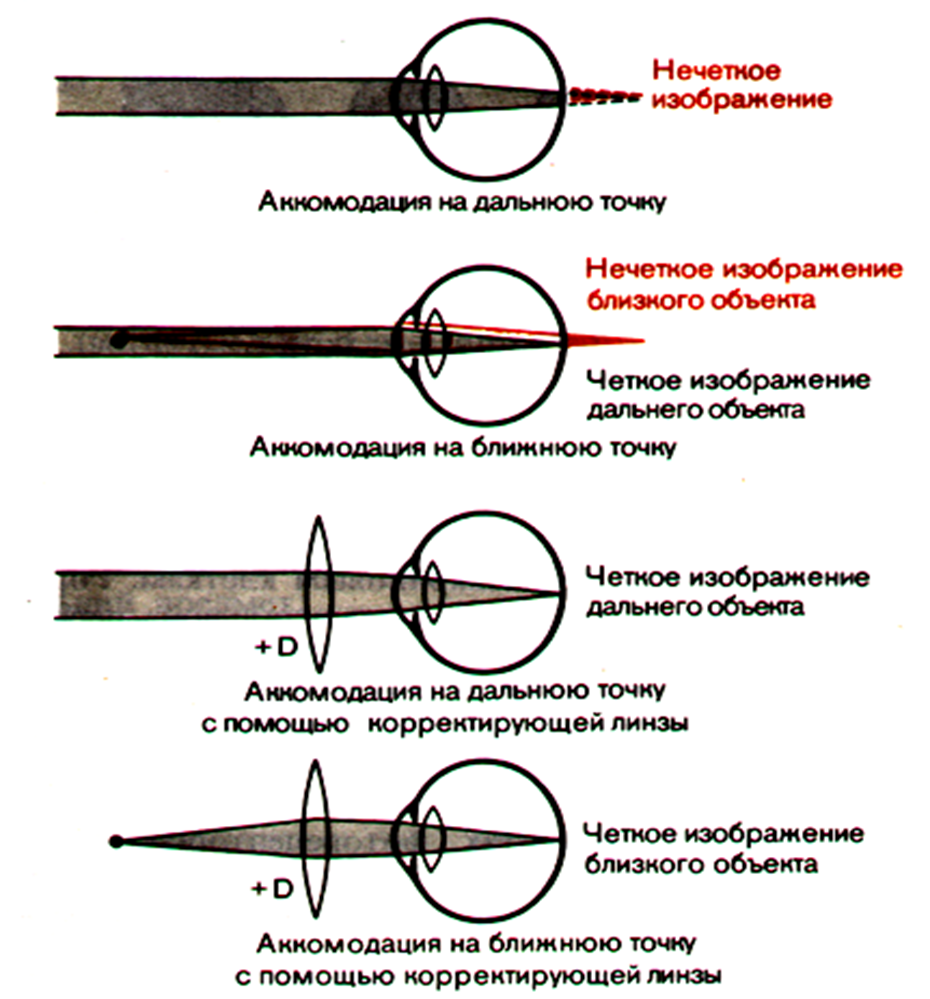 Нечеткое
изображение
Аккомодация на дальнюю точку
Нечеткое изображение
близкого объекта
Четкое изображение
дальнего объекта
Аккомодация на ближнюю точку
Четкое изображение
дальнего объекта
+D
Аккомодация на дальнюю точку
с помощью корректирующей линзы
Четкое изображение
близкого объекта
+D
Аккомодация на ближнюю точку
с помощью корректирующей линзы